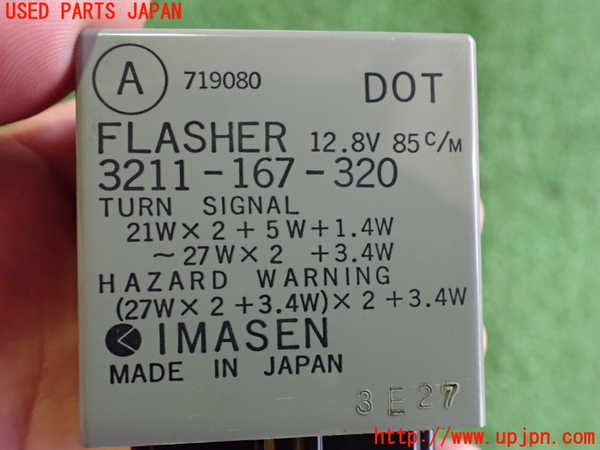 USED PARTS JAPAN
A 719080 DOT
FLASHER 12.8V 85 C/M
3211-167-320
TURN SIGNAL
21W×2+5W+1.4W
~27W×2 +3.4W
HAZARD WARNING
(27W×2+3.4W)×2+3.4W
IMASEN
MADE IN JAPAN
3E27
http://www.upjpn.com/